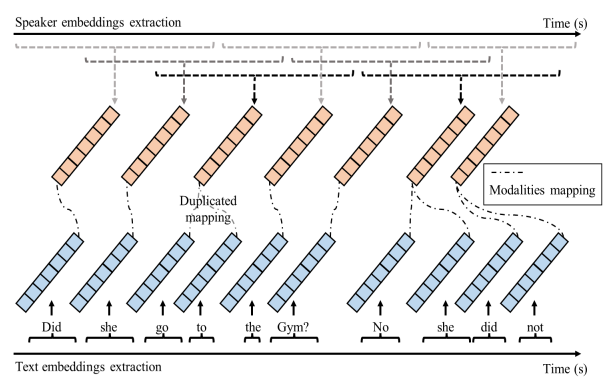 Speaker embeddings extraction Time (s)
Modalities mapping
Duplicated
mapping
Did she go to the Gym? No she did not
Text embeddings extraction Time (s)